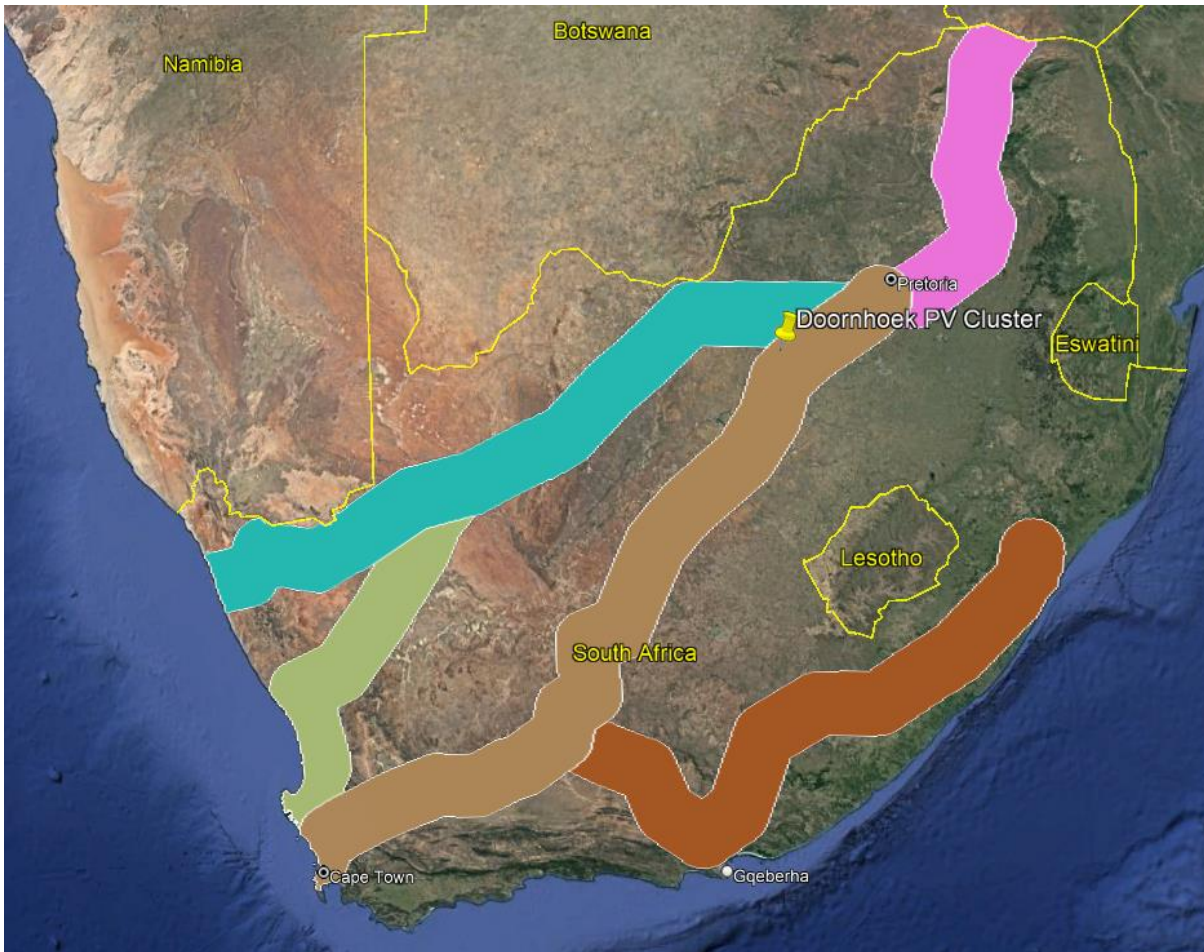 Botswana
Namibia
Pretoria
Doornhoek PV Cluster
Eswatini
Lesotho
South Africa
Cape Town
Gqeberha